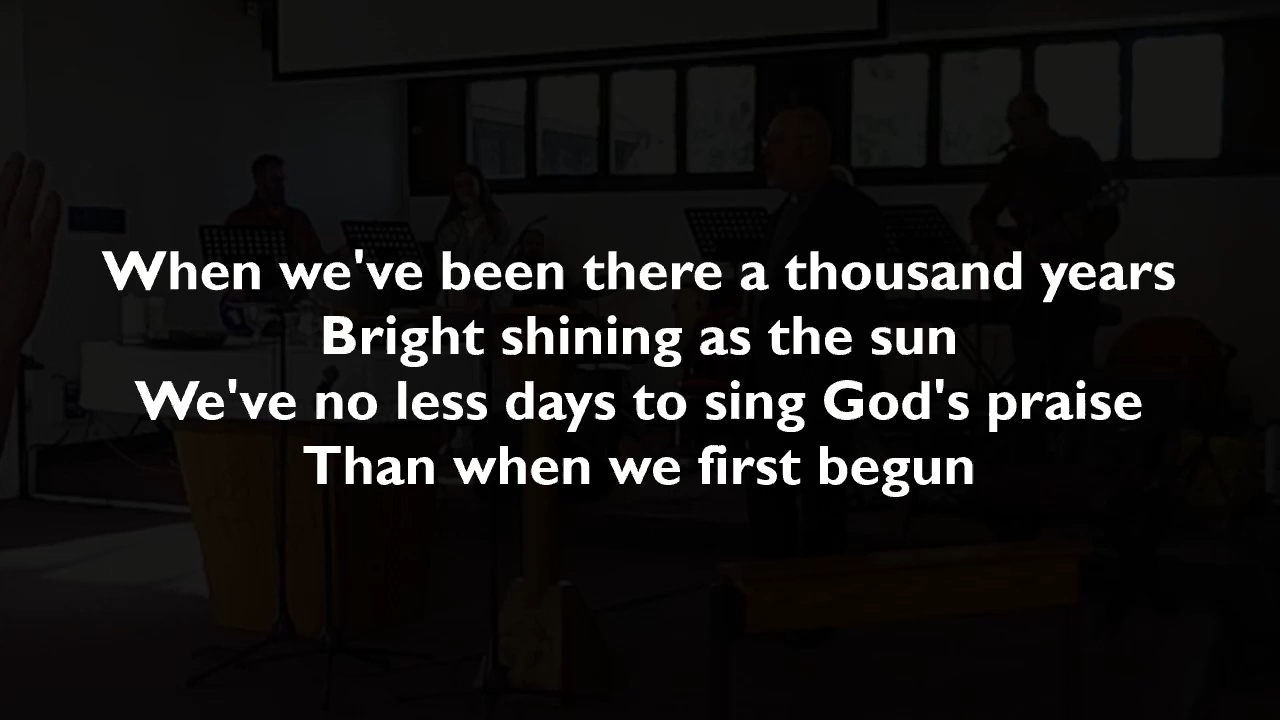 When we've been there a thousand years
Bright shining as the sun
We've no less days to sing God's praise
Than when we first begun